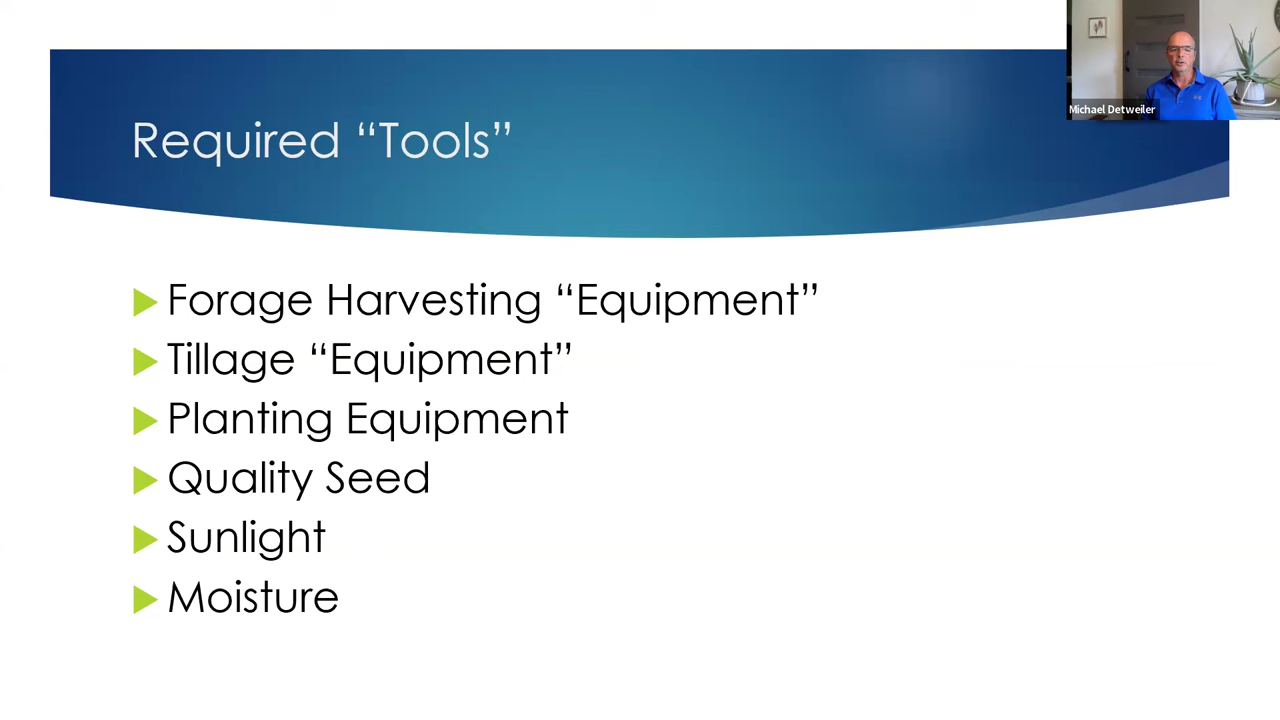 Michael Detweiler
Required “Tools”
Forage Harvesting “Equipment”
Tillage “Equipment”
Planting Equipment
Quality Seed
Sunlight
Moisture